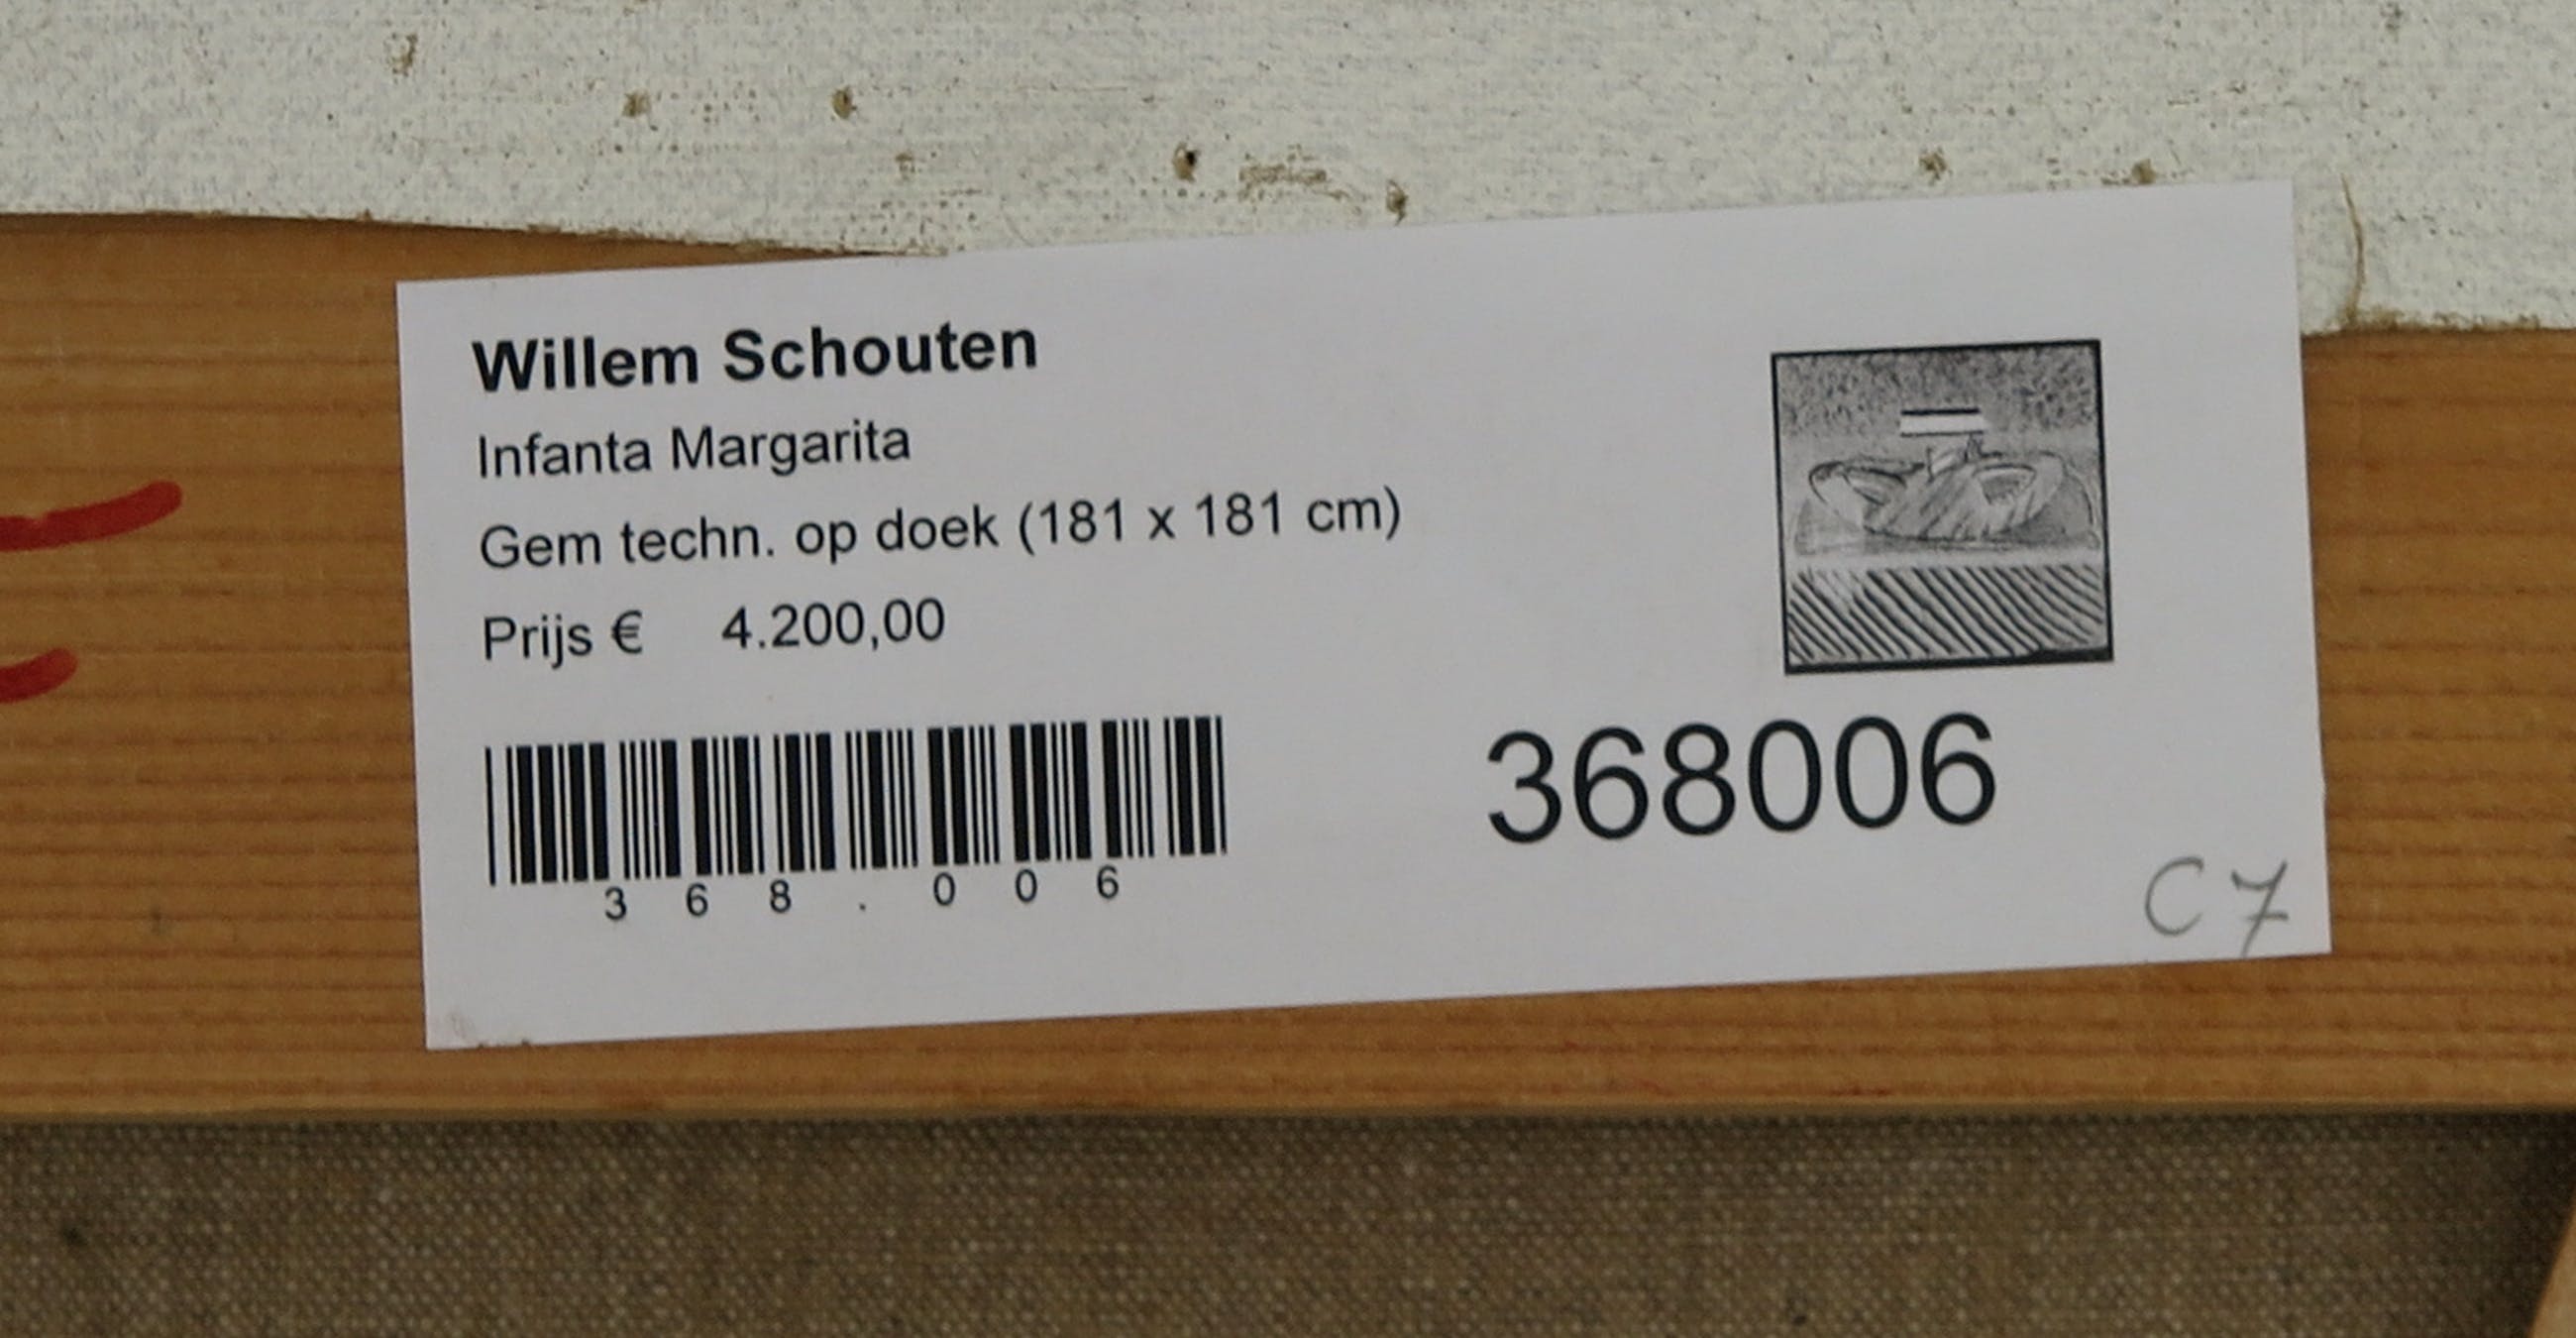 Willem Schouten
Infanta Margarita
Gem techn. op doek (181 x 181 cm)
Prijs € 4.200,00
368.006
368006
C7